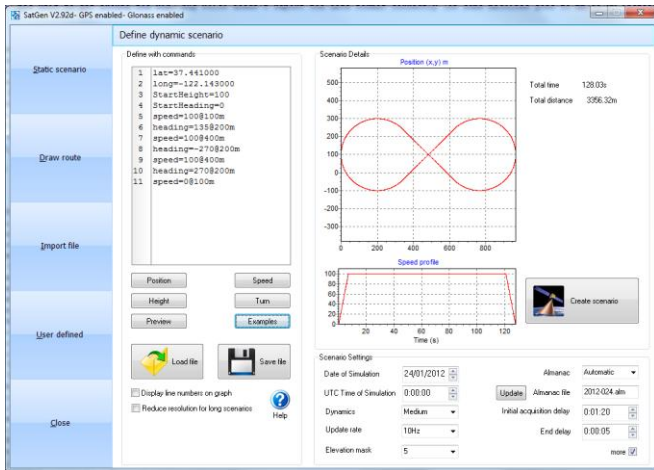 SatGen V2.92d- GPS enabled- Glonass enabled
Define dynamic scenario
Static scenario
Draw route
Import file
User defined
Close
Define with commands
1 lat=37.441000
2 long=-122.143000
3 StartHeight=100
4 StartHeading=0
5 speed=100@100m
6 heading=135@200m
7 speed=100@400m
8 heading=-270@200m
9 speed=100@400m
10 heading=270@200m
11 speed=0@100m
Position Speed
Height Turn
Preview Examples
Load file Save file
Display line numbers on graph
Reduce resolution for long scenarios
Help
Scenario Details
Position (x,y) m
500
400
300
200
100
0
-100
-200
-300
0 200 400 600 800
Total time 128.03s
Total distance 3356.32m
Speed profile
100
80
60
40
20
0
20 40 60 80 100 120
Time (s)
Create scenario
Scenario Settings
Date of Simulation 24/01/2012
UTC Time of Simulation 0:00:00
Dynamics Medium
Update rate 10Hz
Elevation mask 5
Almanac Automatic
Update Almanac file 2012-024.alm
Initial acquisition delay 0:01:20
End delay 0:00:05
more